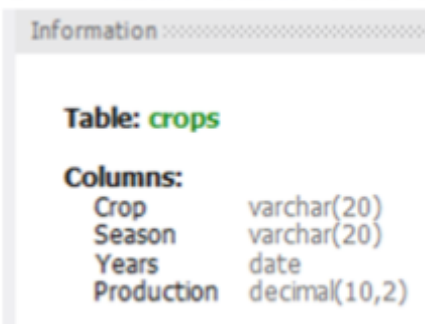 Information
Table: crops
Columns:
Crop varchar(20)
Season varchar(20)
Years date
Production decimal(10,2)